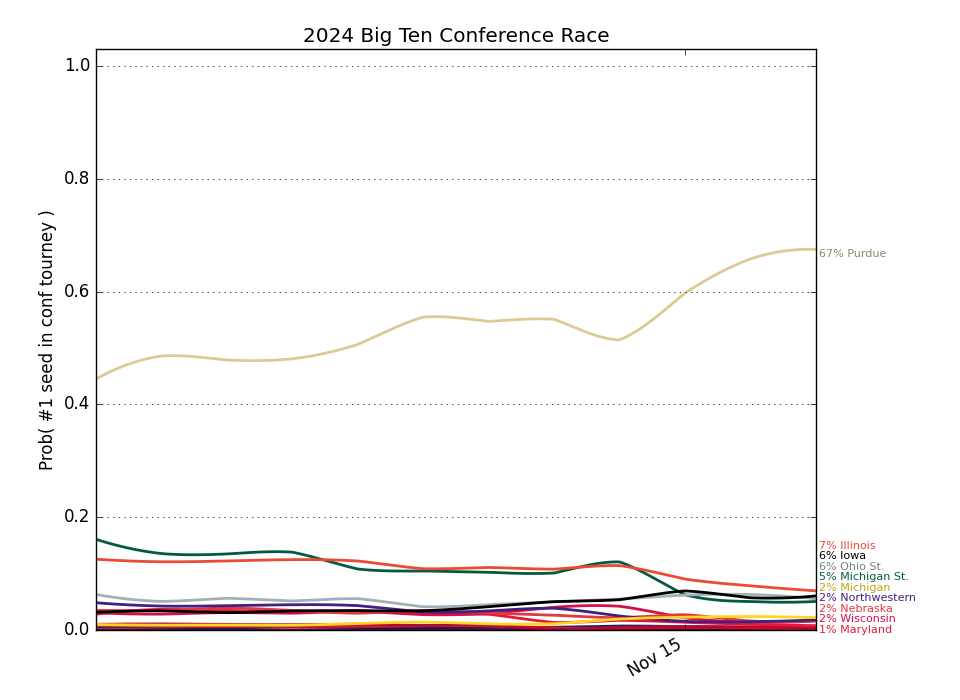 2024 Big Ten Conference Race
1.0
0.8
0.6
0.4
0.2
0.0
Prob( #1 seed in conf tourney )
67% Purdue
7% Illinois
6% Iowa
6% Ohio St.
5% Michigan St.
2% Michigan
2% Northwestern
2% Nebraska
2% Wisconsin
1% Maryland
Nov 15